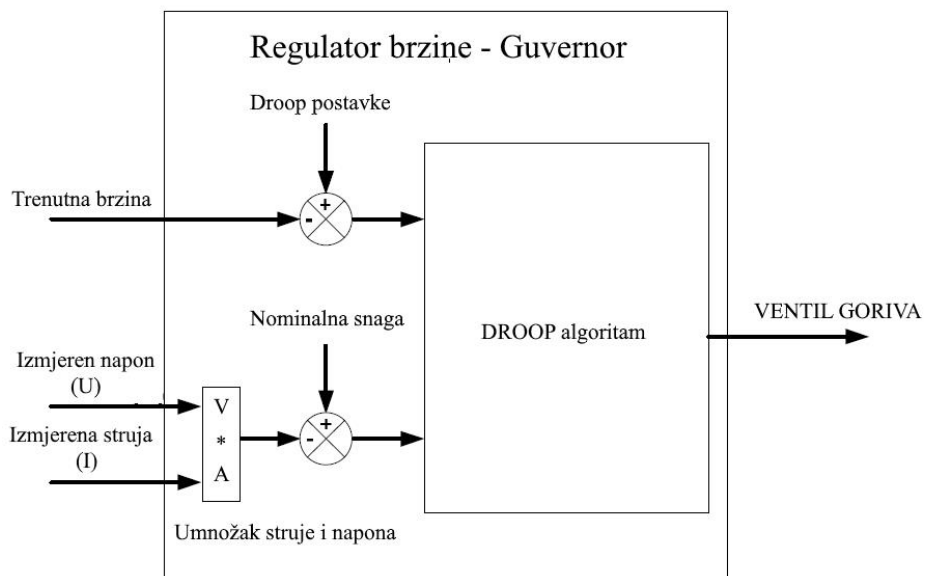 Regulator brzine - Guvernor
Droop postavke
Trenutna brzina
+
-
Nominalna snaga
DROOP algoritam
VENTIL GORIVA
Izmjeren napon
(U)
Izmjerena struja
(I)
V
*
A
+
-
Umnožak struje i napona